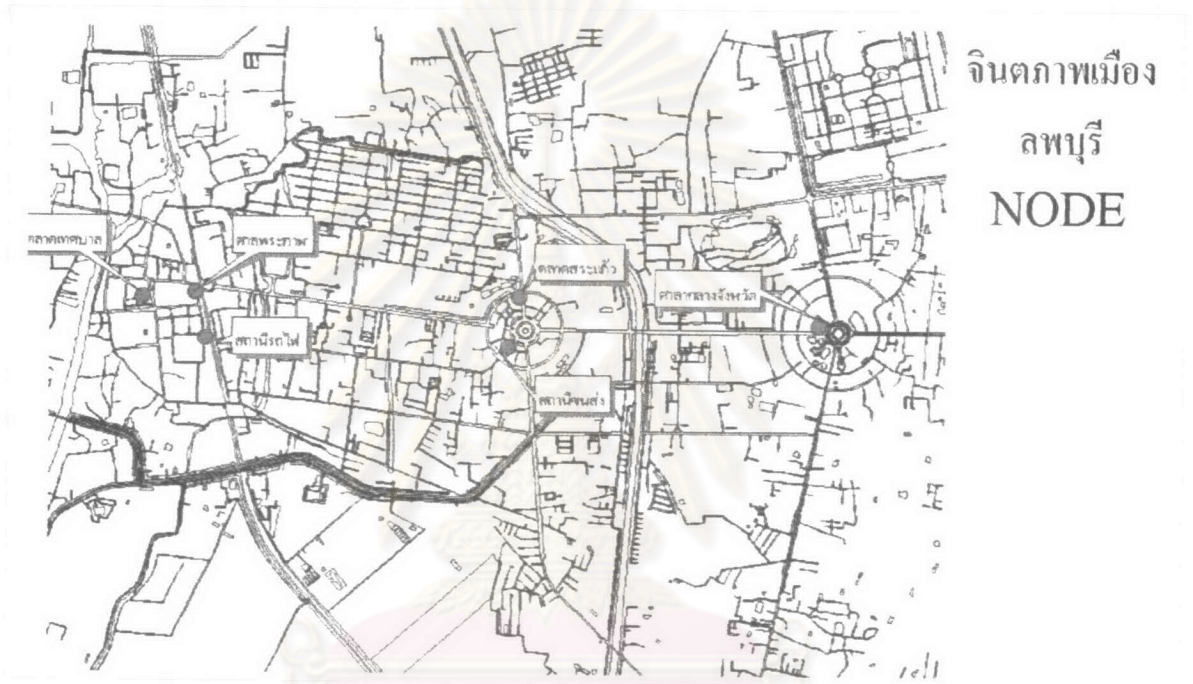 จินตภาพเมือง
ลพบุรี
NODE
ตลาดเทศบาล
ศาลพระกาฬ
ตลาดสระแก้ว
ศาลากลางจังหวัด
สถานีรถไฟ
สถานีขนส่ง